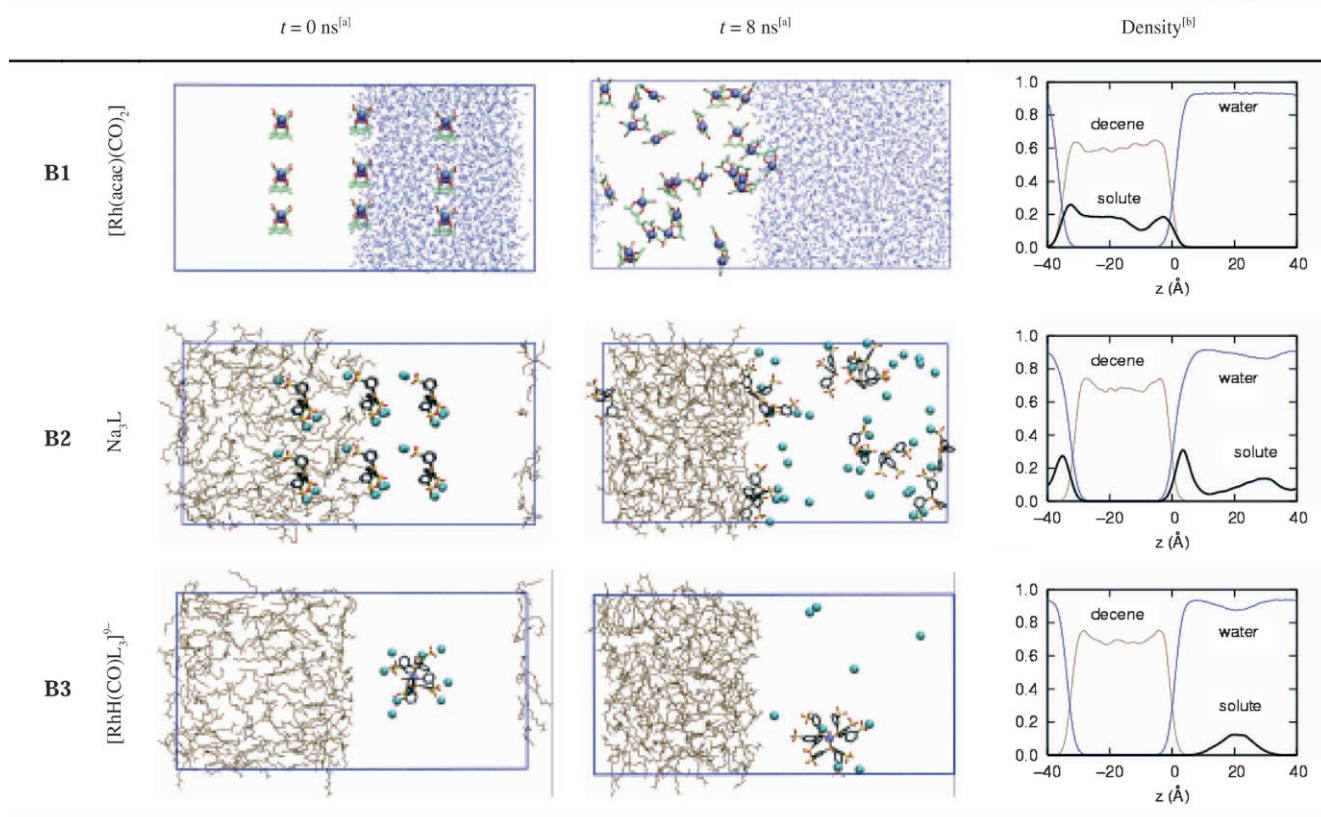 t = 0 ns[a]
t = 8 ns[a]
Density[b]
B1
[Rh(acac)(CO)2]
1.0
0.8
0.6
0.4
0.2
0.0
water
decene
solute
−40
−20
0
20
40
z (Å)
B2
Na3L
1.0
0.8
0.6
0.4
0.2
0.0
decene
water
solute
−40
−20
0
20
40
z (Å)
B3
[RhH(CO)L3]9–
1.0
0.8
0.6
0.4
0.2
0.0
decene
water
solute
−40
−20
0
20
40
z (Å)